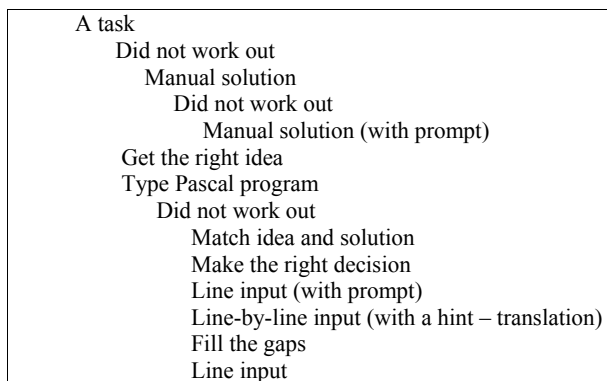 A task
Did not work out
Manual solution
Did not work out
Manual solution (with prompt)
Get the right idea
Type Pascal program
Did not work out
Match idea and solution
Make the right decision
Line input (with prompt)
Line-by-line input (with a hint – translation)
Fill the gaps
Line input